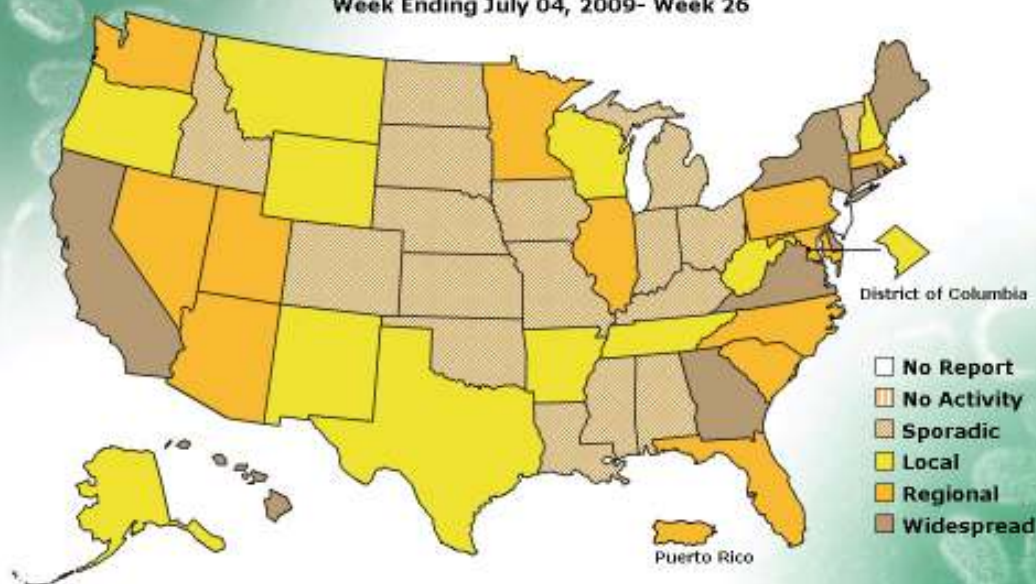 Week Ending July 04, 2009- Week 26
District of Columbia
No Report
No Activity
Sporadic
Local
Regional
Widespread
Puerto Rico